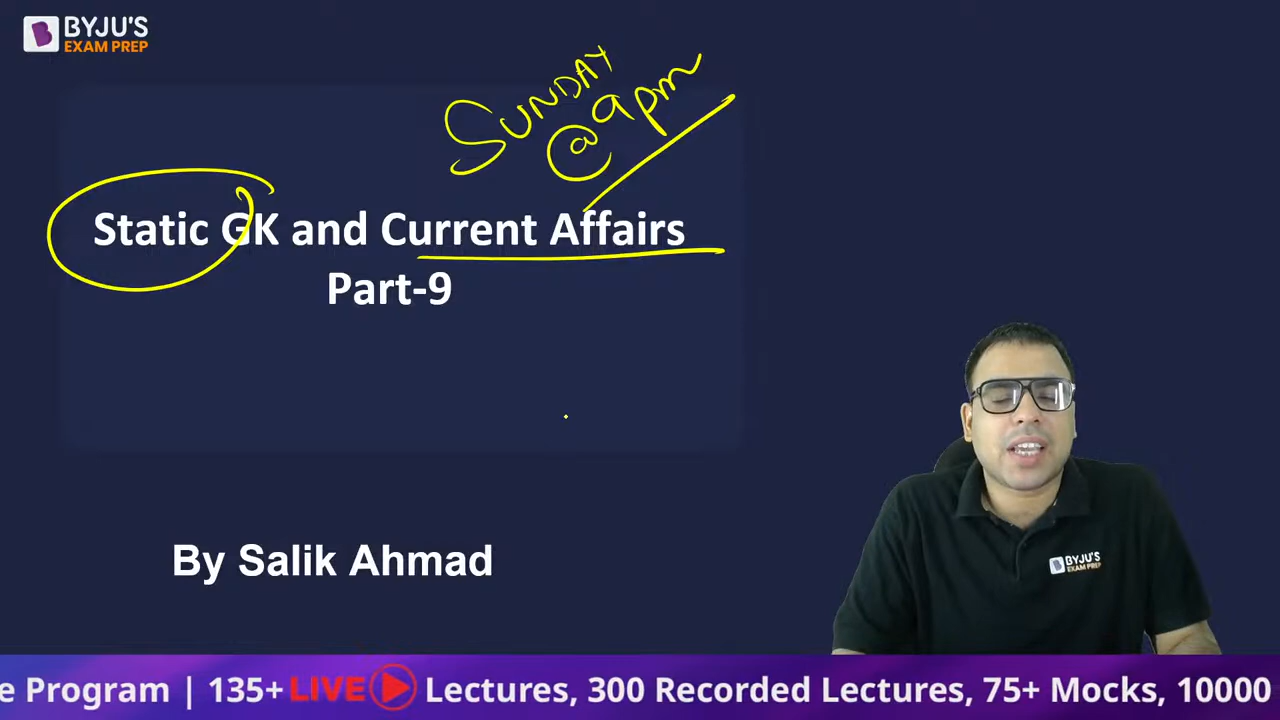 BYJU'S
EXAM PREP
SUNDAY
@9pm
Static GK and Current Affairs
Part-9
By Salik Ahmad
BYJU'S
EXAM PREP
e Program | 135+ LIVE Lectures, 300 Recorded Lectures, 75+ Mocks, 10000